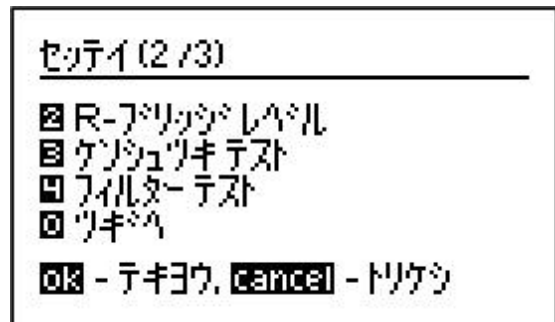 セッテイ(2/3)
2 R-ブリッジ レベル
3 ケンシュツキ テスト
4 フィルター テスト
0 ツギヘ
ok - テキヨウ, cancel - トリケシ